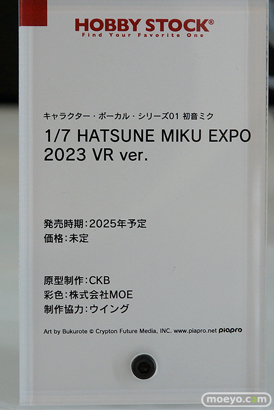 HOBBY STOCK®
Find Your Favorite One
キャラクター・ボーカル・シリーズ01 初音ミク
1/7 HATSUNE MIKU EXPO
2023 VR ver.
発売時期：2025年予定
価格：未定
原型制作：CKB
彩色：株式会社MOE
制作協力：ウイング
Art by Bukurote © Crypton Future Media, INC. www.piapro.net piapro
moeyo.com